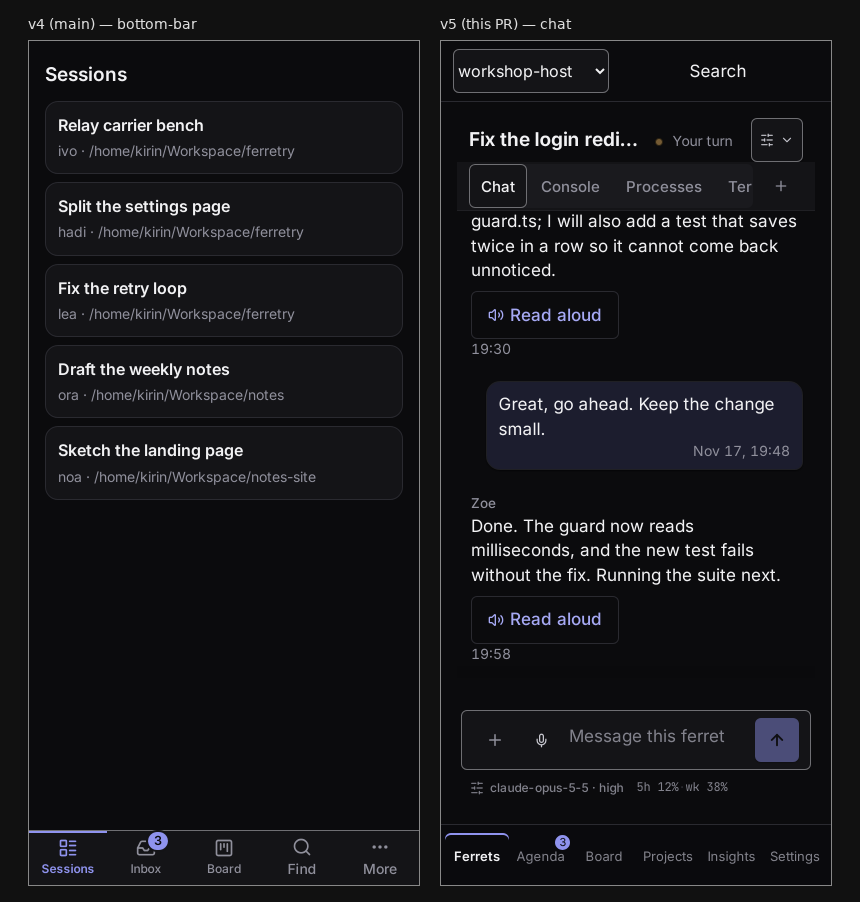 v4 (main) — bottom-bar
Sessions
Relay carrier bench
ivo · /home/kirin/Workspace/ferretry
Split the settings page
hadi · /home/kirin/Workspace/ferretry
Fix the retry loop
lea · /home/kirin/Workspace/ferretry
Draft the weekly notes
ora · /home/kirin/Workspace/notes
Sketch the landing page
noa · /home/kirin/Workspace/notes-site
Sessions
3
Inbox
Board
Find
More
v5 (this PR) — chat
workshop-host
Search
Fix the login redi...
Your turn
Chat
Console
Processes
Ter
guard.ts; I will also add a test that saves
twice in a row so it cannot come back
unnoticed.
Read aloud
19:30
Great, go ahead. Keep the change
small.
Nov 17, 19:48
Zoe
Done. The guard now reads
milliseconds, and the new test fails
without the fix. Running the suite next.
Read aloud
19:58
Message this ferret
claude-opus-5-5 · high
5h 12% · wk 38%
Ferrets
Agenda
3
Board
Projects
Insights
Settings